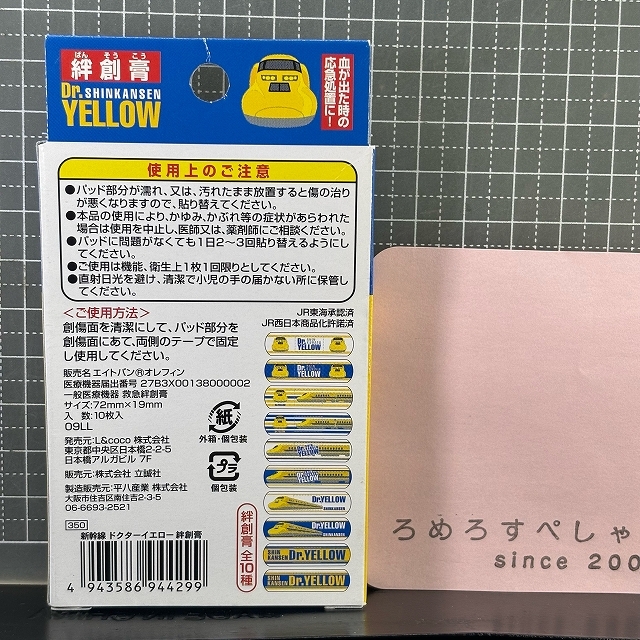 ばん そう こう
絆創膏
Dr.SHINKANSEN
YELLOW
血が出た時の
応急処置に!
使用上のご注意
●パッド部分が濡れ、又は、汚れたまま放置すると傷の治り
が悪くなりますので、貼り替えてください。
●本品の使用により、かゆみ、かぶれ等の症状があらわれた
場合は使用を中止し、医師又は、薬剤師にご相談ください。
●パッドに問題がなくても1日2〜3回貼り替えるようにし
てください。
●ご使用は機能、衛生上1枚1回限りとしてください。
●直射日光を避け、清潔で小児の手の届かない所に保管し
てください。
<ご使用方法>
創傷面を清潔にして、パッド部分を
創傷面にあて、両側のテープで固定
し使用してください。
JR東海承認済
JR西日本商品化許諾済
販売名 エイトバン®オレフィン
医療機器届出番号 27B3X00138000002
一般医療機器 救急絆創膏
サイズ:72mm×19mm
入 数:10枚入
09LL
紙
外箱・個包装
発売元:L&coco 株式会社
東京都中央区日本橋2-2-5
日本橋アルガビル 7F
プラ
個包装
販売元:株式会社 立誠社
製造販売元:平八産業 株式会社
大阪市住吉区南住吉2-3-5
06-6693-2521
350
新幹線 ドクターイエロー 絆創膏
4 943586 944299
絆創膏 全10種
Dr.
YELLOW
Dr.
YELLOW
Dr.
YELLOW
Dr.
YELLOW
Dr.YELLOW
SHINKANSEN
Dr.YELLOW
SHINKANSEN
SHIN
KANSEN Dr.YELLOW
SHIN
KANSEN Dr.YELLOW
ろめろすぺしゃ
since 200